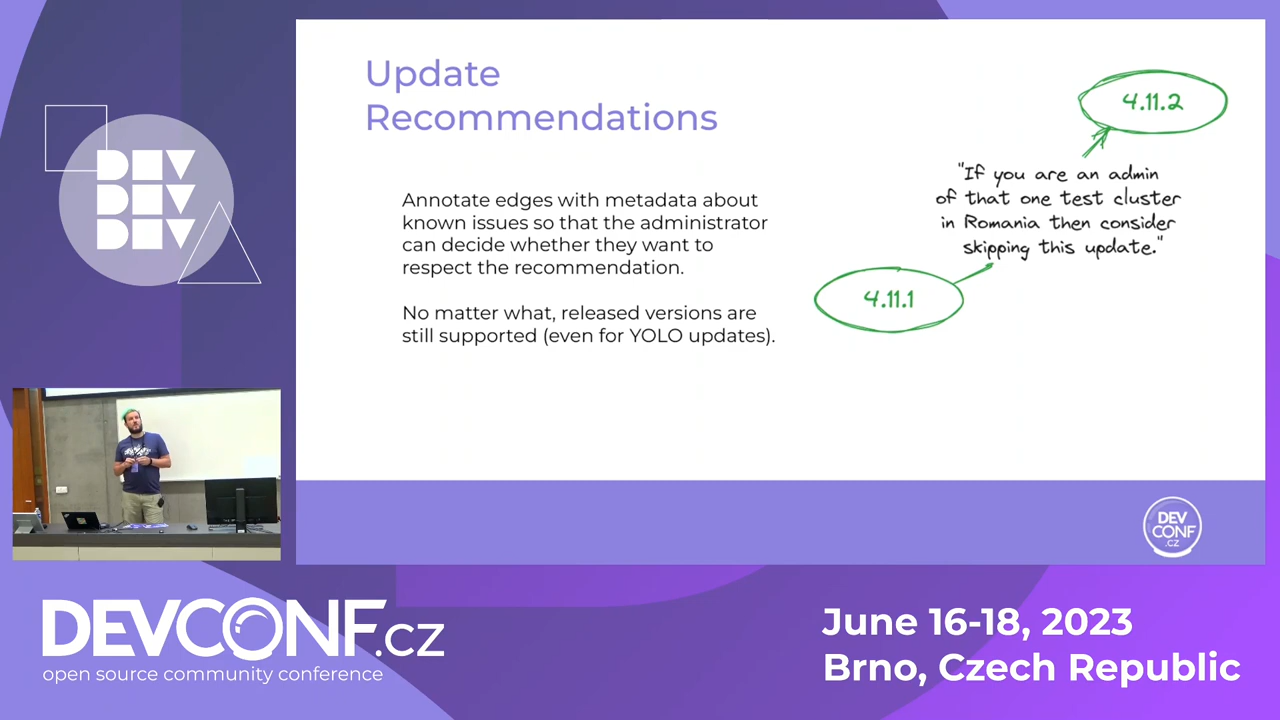 DEV
DEV
DEV
Update
Recommendations
Annotate edges with metadata about
known issues so that the administrator
can decide whether they want to
respect the recommendation.
No matter what, released versions are
still supported (even for YOLO updates).
4.11.2
"If you are an admin
of that one test cluster
in Romania then consider
skipping this update."
4.11.1
DEV
CONF
.CZ
DEVCONF.cz
open source community conference
June 16-18, 2023
Brno, Czech Republic